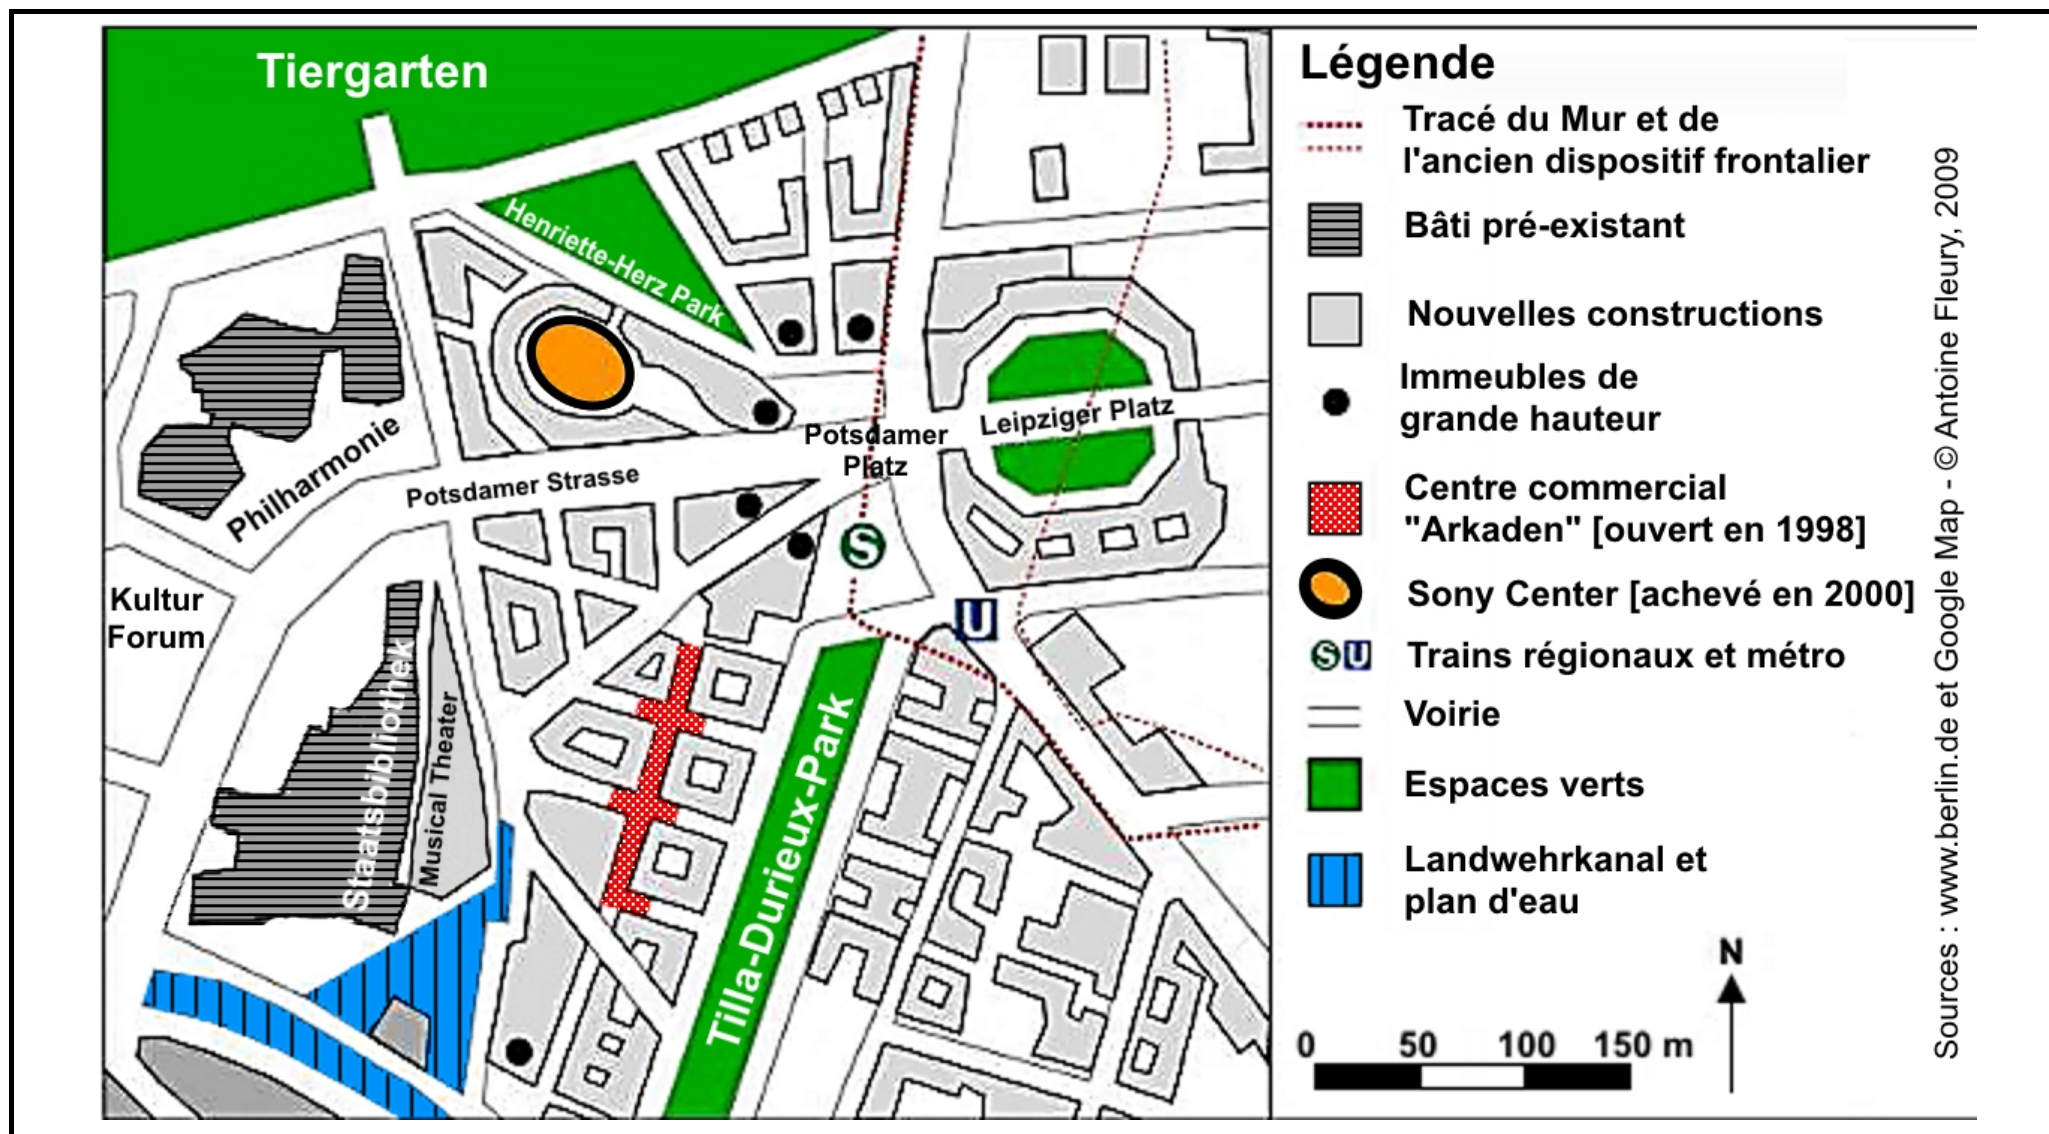 Tiergarten
Henriette-Herz Park
Philharmonie
Potsdamer Strasse
Potsdamer
Platz
Leipziger Platz
S
U
Kultur
Forum
Staatsbibliothek
Musical Theater
Tilla-Durieux-Park
Légende
Tracé du Mur et de
l'ancien dispositif frontalier
Bâti pré-existant
Nouvelles constructions
Immeubles de
grande hauteur
Centre commercial
"Arkaden" [ouvert en 1998]
Sony Center [achevé en 2000]
S U Trains régionaux et métro
Voirie
Espaces verts
Landwehrkanal et
plan d'eau
N
0 50 100 150 m
Sources : www.berlin.de et Google Map - © Antoine Fleury, 2009